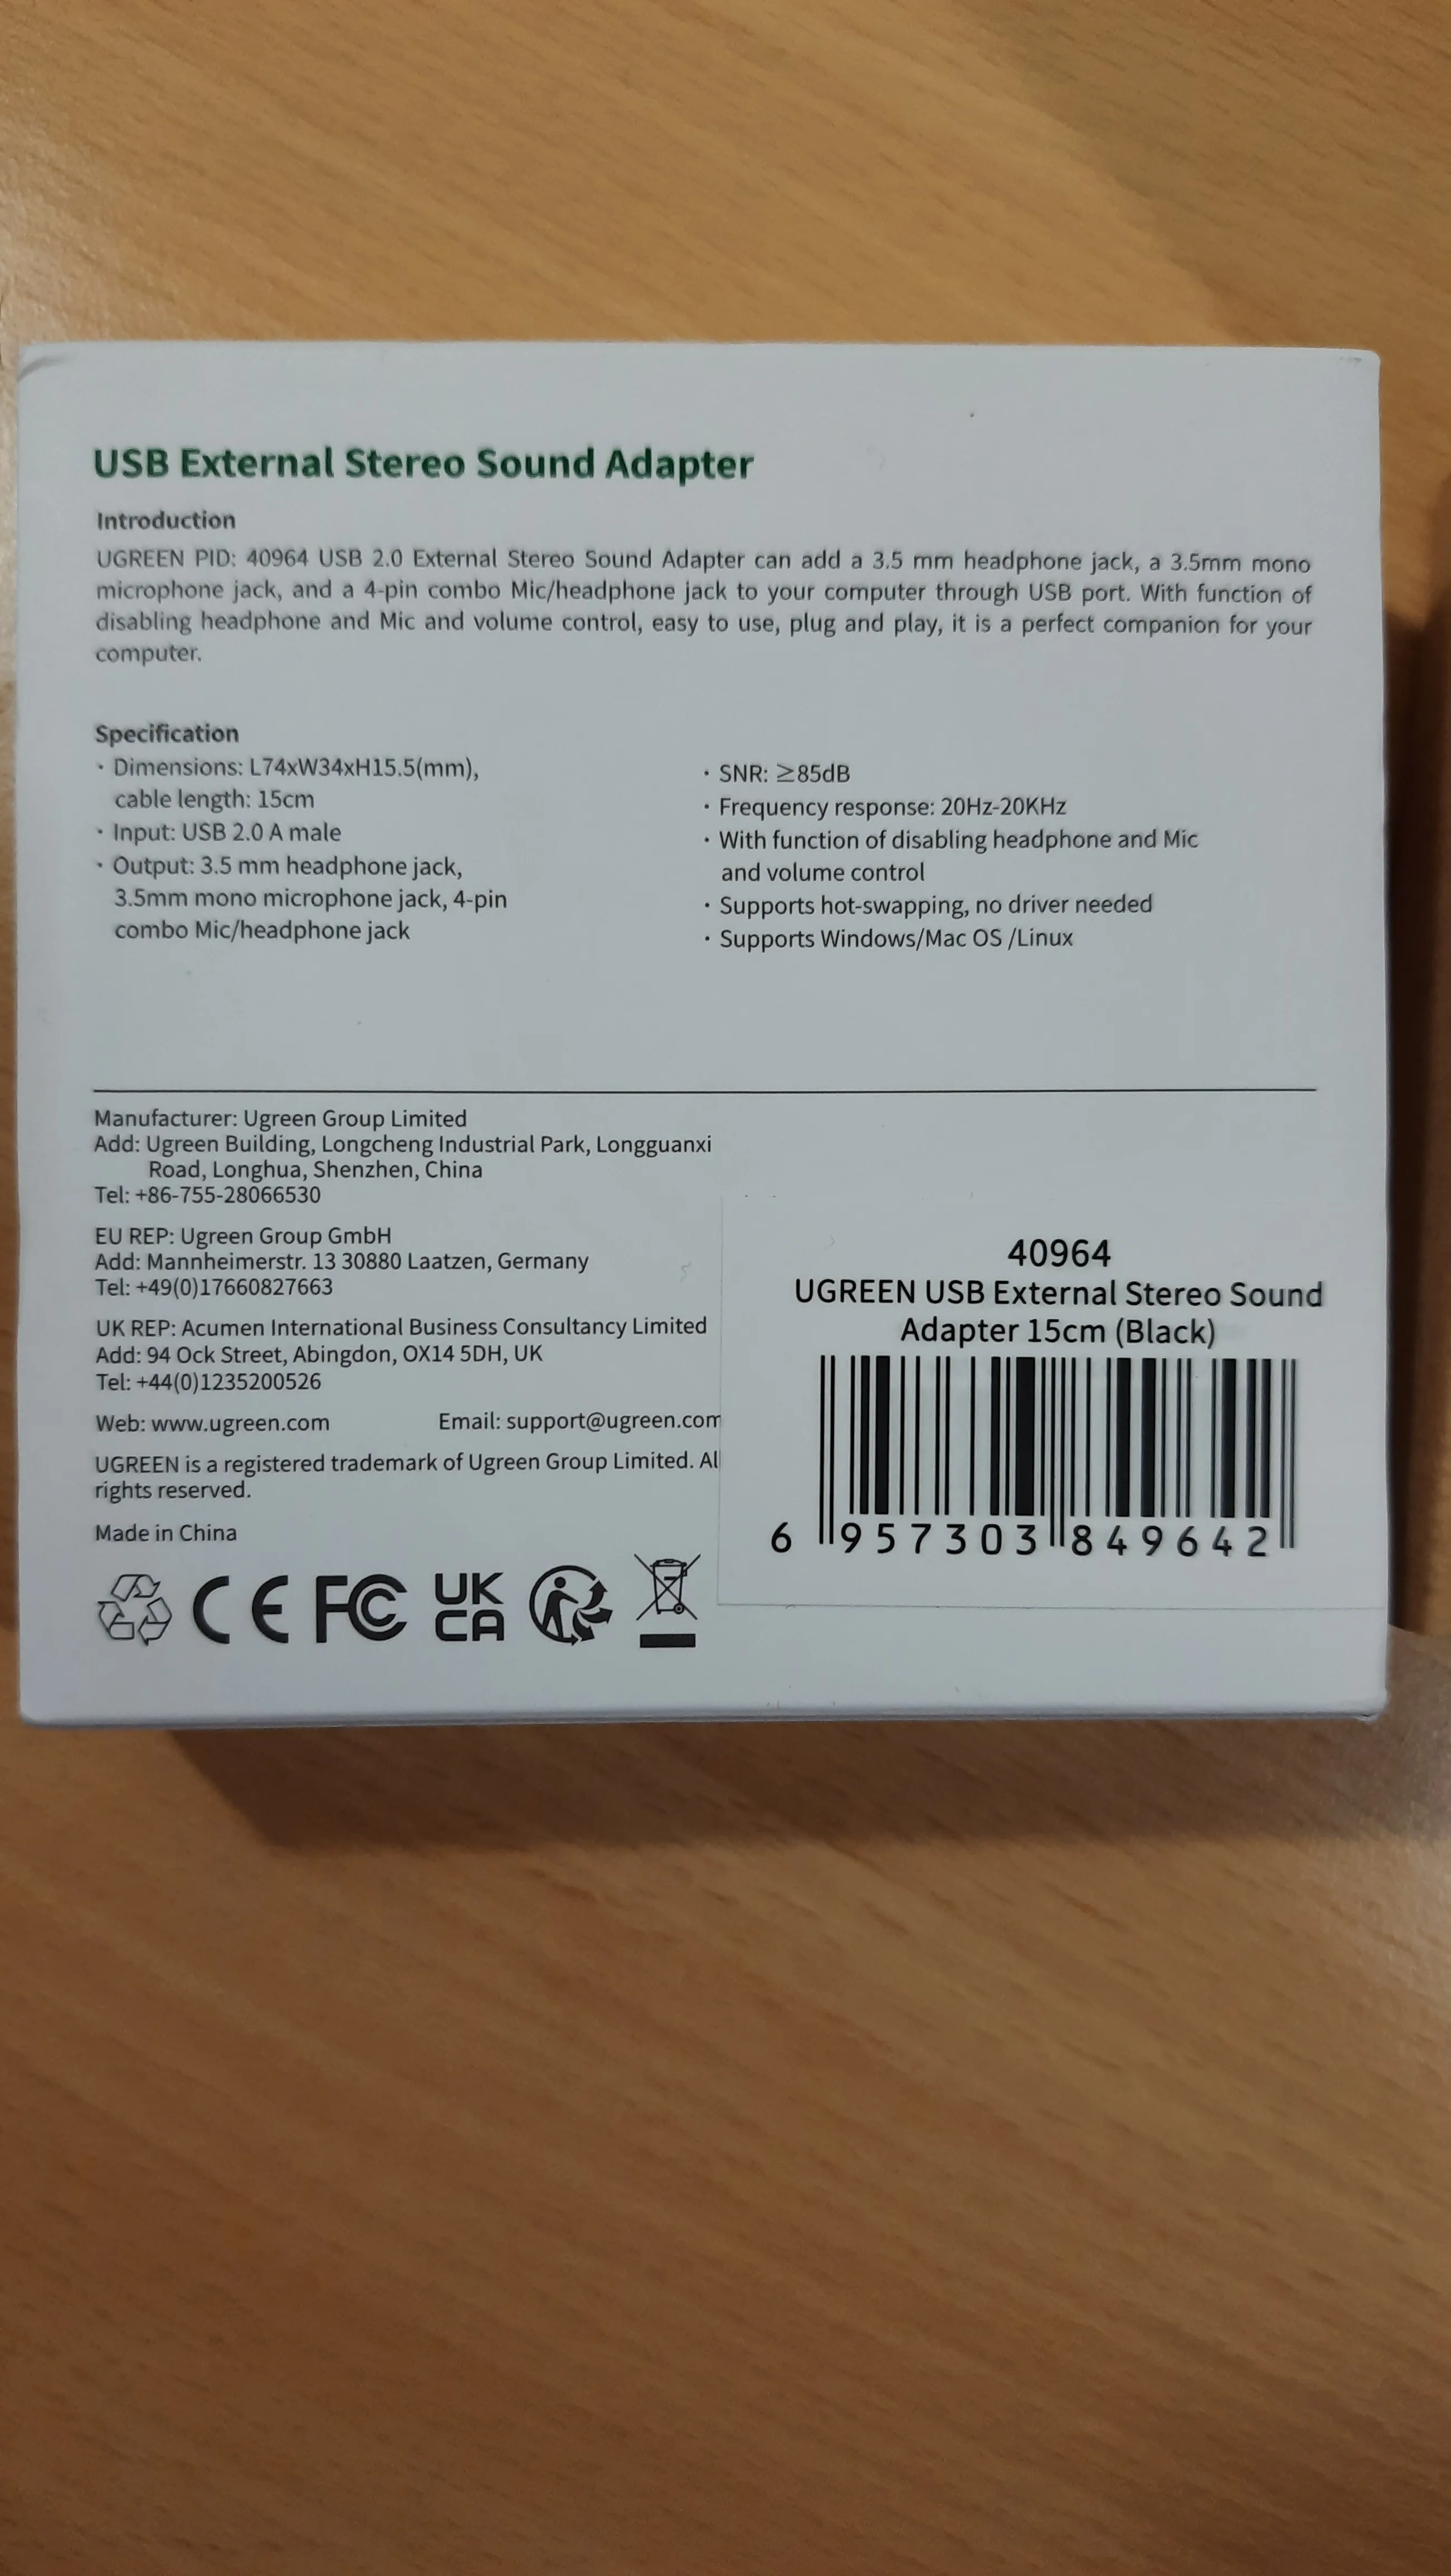 USB External Stereo Sound Adapter
Introduction
UGREEN PID: 40964 USB 2.0 External Stereo Sound Adapter can add a 3.5 mm headphone jack, a 3.5mm mono
microphone jack, and a 4-pin combo Mic/headphone jack to your computer through USB port. With function of
disabling headphone and Mic and volume control, easy to use, plug and play, it is a perfect companion for your
computer.
Specification
· Dimensions: L74xW34xH15.5(mm),
cable length: 15cm
· Input: USB 2.0 A male
· Output: 3.5 mm headphone jack,
3.5mm mono microphone jack, 4-pin
combo Mic/headphone jack
· SNR: ≥85dB
· Frequency response: 20Hz-20KHz
· With function of disabling headphone and Mic
and volume control
· Supports hot-swapping, no driver needed
· Supports Windows/Mac OS /Linux
Manufacturer: Ugreen Group Limited
Add: Ugreen Building, Longcheng Industrial Park, Longguanxi
Road, Longhua, Shenzhen, China
Tel: +86-755-28066530
EU REP: Ugreen Group GmbH
Add: Mannheimerstr. 13 30880 Laatzen, Germany
Tel: +49(0)17660827663
UK REP: Acumen International Business Consultancy Limited
Add: 94 Ock Street, Abingdon, OX14 5DH, UK
Tel: +44(0)1235200526
Web: www.ugreen.com Email: support@ugreen.com
UGREEN is a registered trademark of Ugreen Group Limited. Al
rights reserved.
Made in China
CE FC UK
CA
40964
UGREEN USB External Stereo Sound
Adapter 15cm (Black)
6 957303 849642